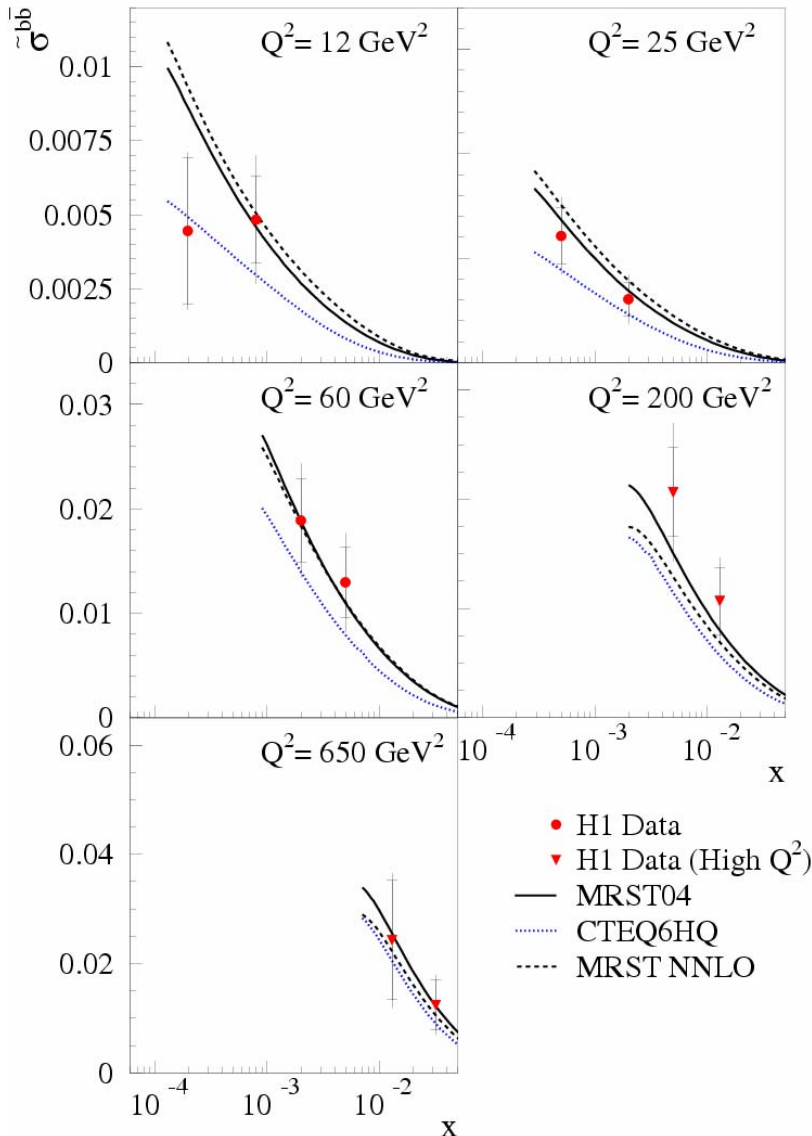 σ̃ᵇᵇ̄
Q²= 12 GeV²
Q²= 25 GeV²
0.01
0.0075
0.005
0.0025
0
Q²= 60 GeV²
Q²= 200 GeV²
0.03
0.02
0.01
0
10⁻⁴ 10⁻³ 10⁻²
x
Q²= 650 GeV²
0.06
0.04
0.02
0
10⁻⁴ 10⁻³ 10⁻²
x
H1 Data
H1 Data (High Q²)
MRST04
CTEQ6HQ
MRST NNLO